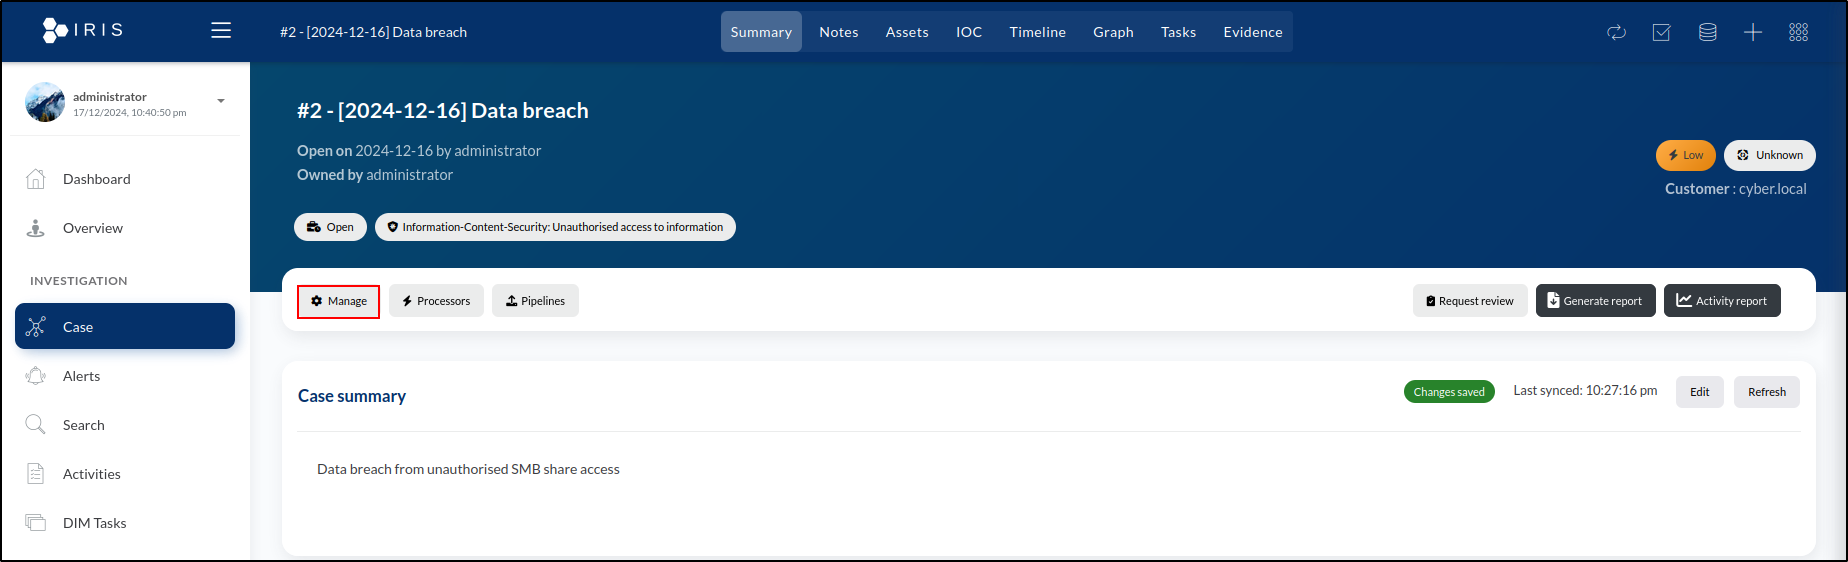 IRIS
#2 - [2024-12-16] Data breach
Summary
Notes
Assets
IOC
Timeline
Graph
Tasks
Evidence
administrator
17/12/2024, 10:40:50 pm
Dashboard
Overview
INVESTIGATION
Case
Alerts
Search
Activities
DIM Tasks
#2 - [2024-12-16] Data breach
Open on 2024-12-16 by administrator
Owned by administrator
Low
Unknown
Customer : cyber.local
Open
Information-Content-Security: Unauthorised access to information
Manage
Processors
Pipelines
Request review
Generate report
Activity report
Case summary
Changes saved
Last synced: 10:27:16 pm
Edit
Refresh
Data breach from unauthorised SMB share access